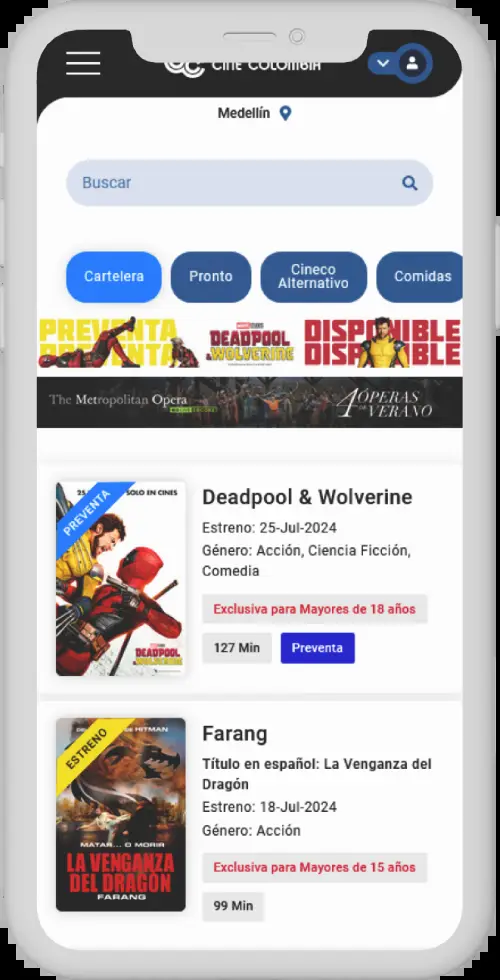 CINE COLOMBIA
Medellín
Buscar
Cartelera
Pronto
Cineco
Alternativo
Comidas
PREVENTA
PREVENTA
DEADPOOL
& WOLVERINE
DISPONIBLE
DISPONIBLE
The Metropolitan Opera
4 ÓPERAS
DE VERANO
PREVENTA
SOLO EN CINES
DEADPOOL
& WOLVERINE
Deadpool & Wolverine
Estreno: 25-Jul-2024
Género: Acción, Ciencia Ficción,
Comedia
Exclusiva para Mayores de 18 años
127 Min
Preventa
ESTRENO
DE HITMAN
MATAR... O MORIR
LA VENGANZA
DEL DRAGÓN
FARANG
Farang
Título en español: La Venganza del
Dragón
Estreno: 18-Jul-2024
Género: Acción
Exclusiva para Mayores de 15 años
99 Min